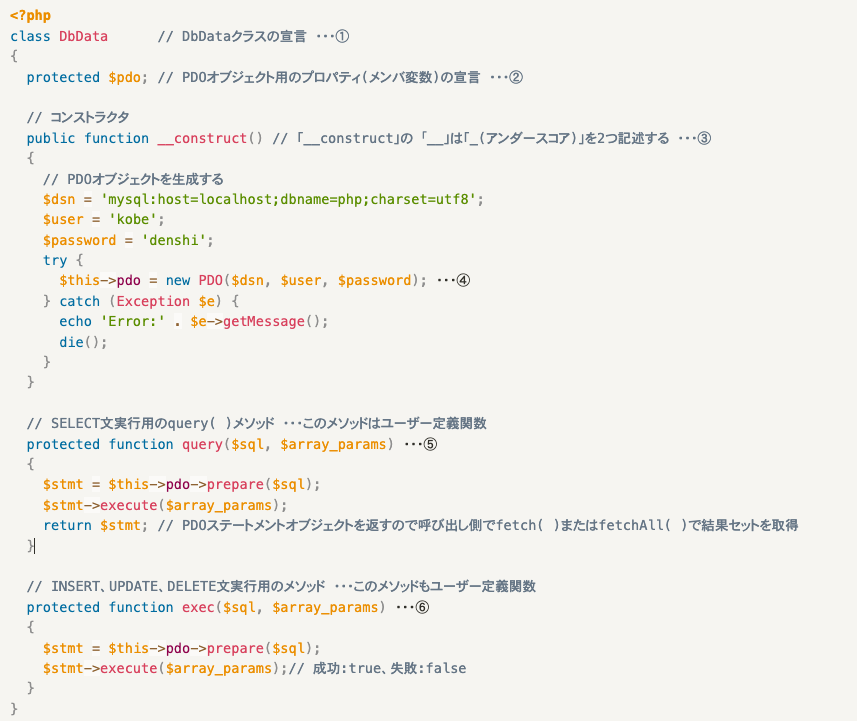 <?php
class DbData      // DbDataクラスの宣言 ･･･①
{
  protected $pdo; // PDOオブジェクト用のプロパティ(メンバ変数)の宣言 ･･･②

  // コンストラクタ
  public function __construct() // 「__construct」の 「__」は「_(アンダースコア)」を2つ記述する ･･･③
  {
    // PDOオブジェクトを生成する
    $dsn = 'mysql:host=localhost;dbname=php;charset=utf8';
    $user = 'kobe';
    $password = 'denshi';
    try {
      $this->pdo = new PDO($dsn, $user, $password); ･･･④
    } catch (Exception $e) {
      echo 'Error:' . $e->getMessage();
      die();
    }
  }

  // SELECT文実行用のquery( )メソッド ･･･このメソッドはユーザー定義関数
  protected function query($sql, $array_params) ･･･⑤
  {
    $stmt = $this->pdo->prepare($sql);
    $stmt->execute($array_params);
    return $stmt; // PDOステートメントオブジェクトを返すので呼び出し側でfetch( )またはfetchAll( )で結果セットを取得
  }

  // INSERT、UPDATE、DELETE文実行用のメソッド ･･･このメソッドもユーザー定義関数
  protected function exec($sql, $array_params) ･･･⑥
  {
    $stmt = $this->pdo->prepare($sql);
    $stmt->execute($array_params);// 成功:true、失敗:false
  }
}